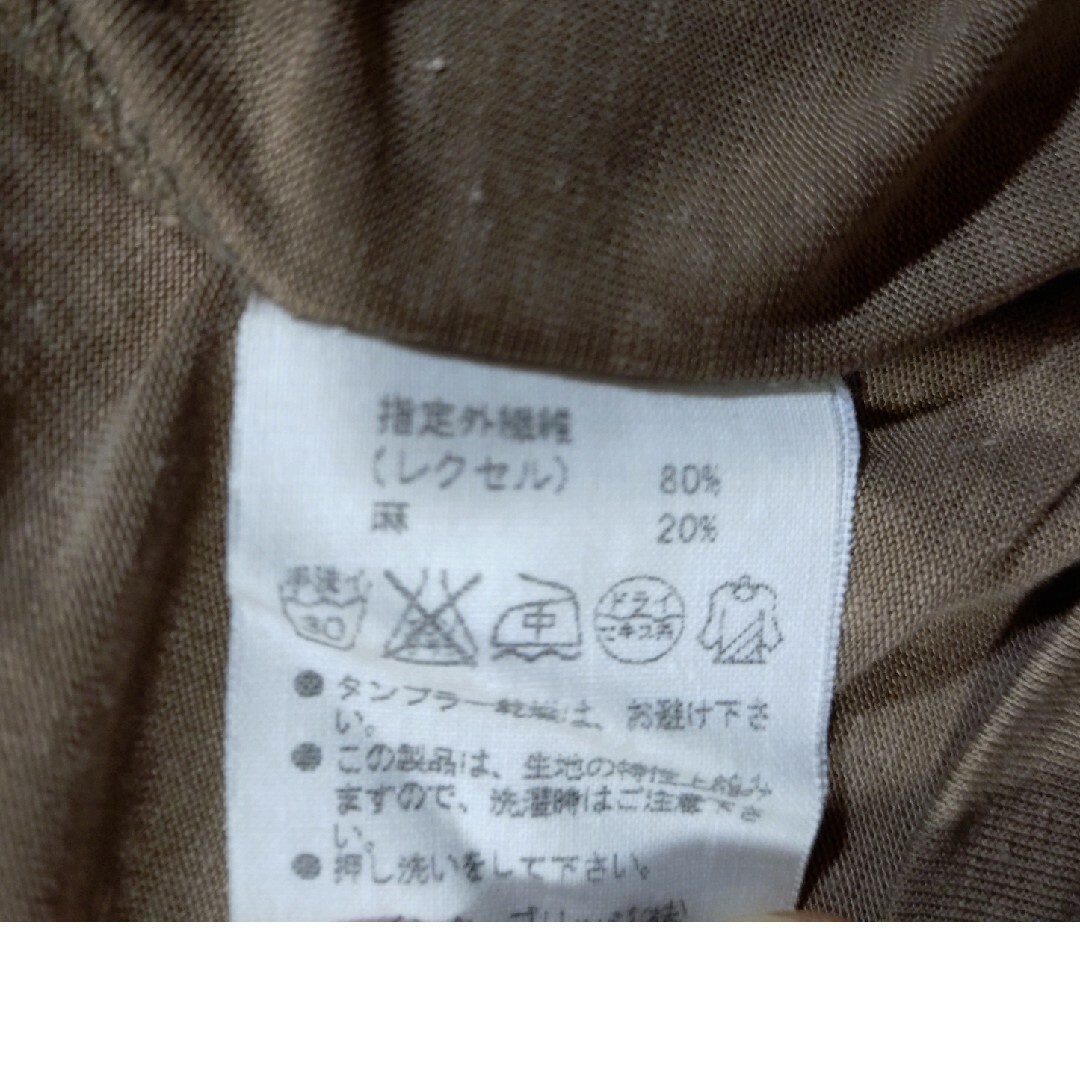 指定外繊維
(レクセル) 80%
麻 20%
手洗イ 30 中 ドライ セキユ系
●タンブラー乾燥は、お避け下さ
い。
●この製品は、生地の特性上縮み
ますので、洗濯時はご注意下さ
い。
●押し洗いをして下さい。